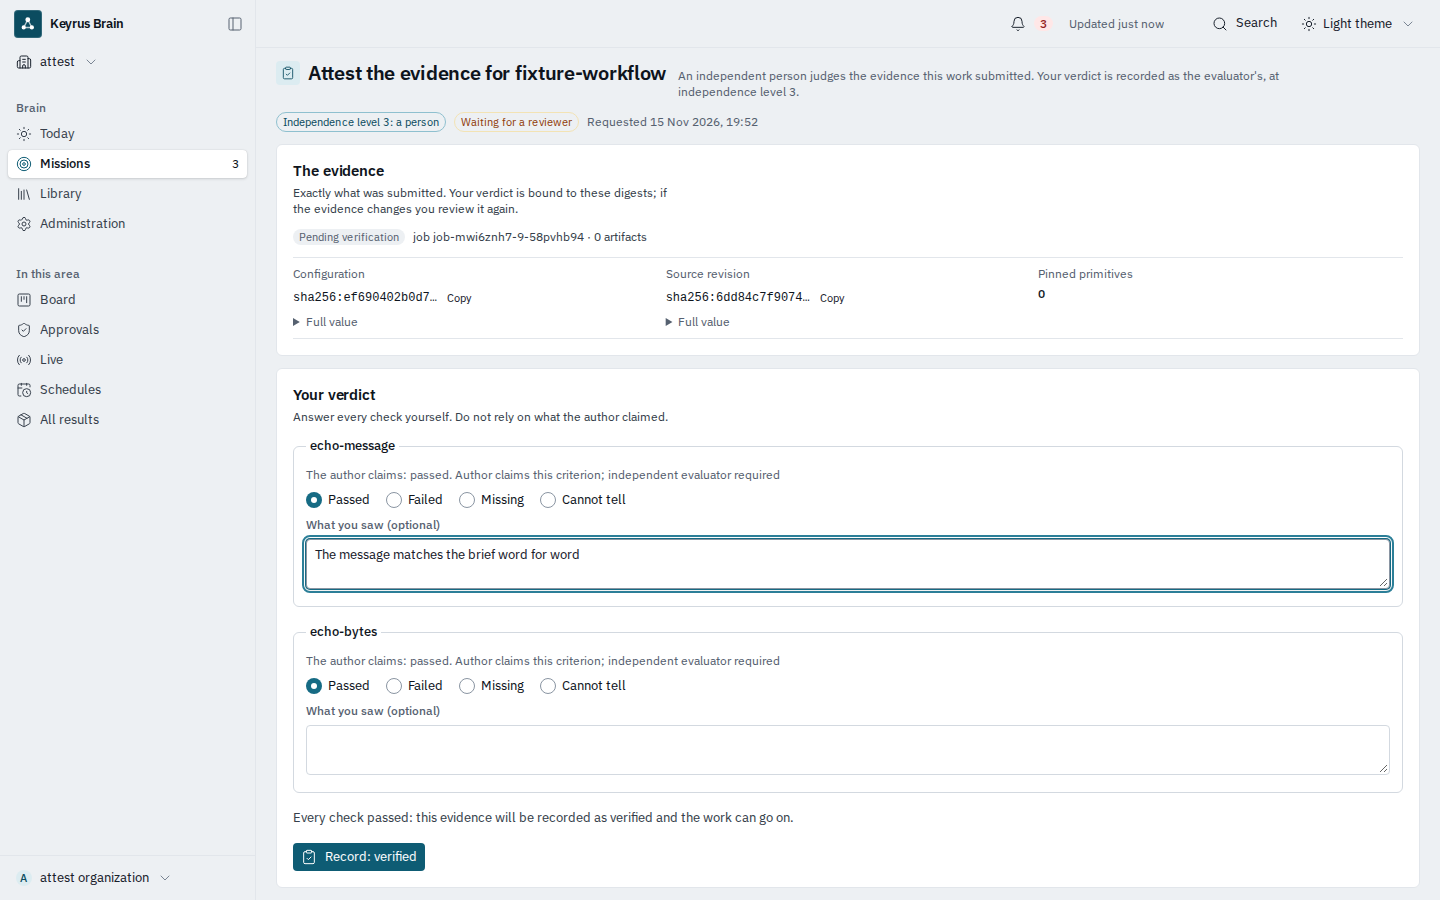 Keyrus Brain
3
Updated just now
Search
Light theme
attest
Brain
Today
Missions
3
Library
Administration
In this area
Board
Approvals
Live
Schedules
All results
A
attest organization
Attest the evidence for fixture-workflow
An independent person judges the evidence this work submitted. Your verdict is recorded as the evaluator's, at
independence level 3.
Independence level 3: a person
Waiting for a reviewer
Requested 15 Nov 2026, 19:52
The evidence
Exactly what was submitted. Your verdict is bound to these digests; if
the evidence changes you review it again.
Pending verification
job job-mwi6znh7-9-58pvhb94 · 0 artifacts
Configuration
Source revision
Pinned primitives
sha256:ef690402b0d7… Copy
sha256:6dd84c7f9074… Copy
0
Full value
Full value
Your verdict
Answer every check yourself. Do not rely on what the author claimed.
echo-message
The author claims: passed. Author claims this criterion; independent evaluator required
Passed Failed Missing Cannot tell
What you saw (optional)
The message matches the brief word for word
echo-bytes
The author claims: passed. Author claims this criterion; independent evaluator required
Passed Failed Missing Cannot tell
What you saw (optional)
Every check passed: this evidence will be recorded as verified and the work can go on.
Record: verified